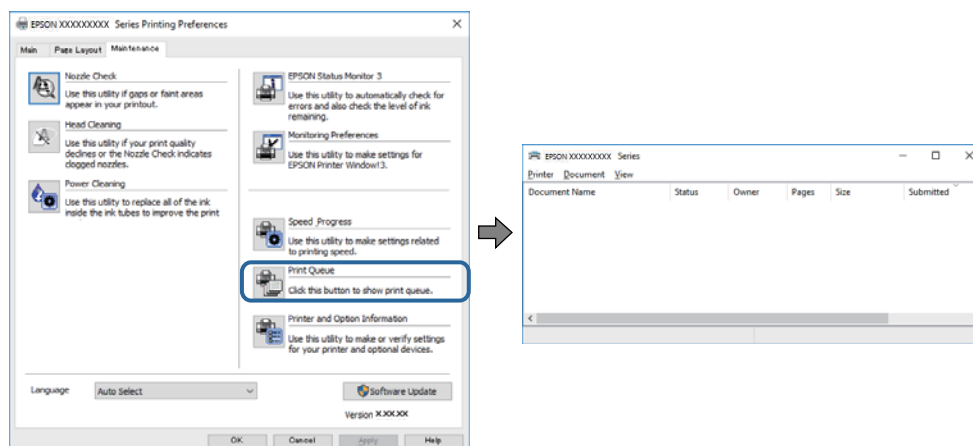 EPSON XXXXXXXXX Series Printing Preferences
Main Page Layout Maintenance
Nozzle Check
Use this utility if gaps or faint areas
appear in your printout.
Head Cleaning
Use this utility if your print quality
declines or the Nozzle Check indicates
clogged nozzles.
Power Cleaning
Use this utility to replace all of the ink
inside the ink tubes to improve the print
EPSON Status Monitor 3
Use this utility to automatically check for
errors and also check the level of ink
remaining.
Monitoring Preferences
Use this utility to make settings for
EPSON Printer Window!3.
Speed Progress
Use this utility to make settings related
to printing speed.
Print Queue
Click this button to show print queue.
Printer and Option Information
Use this utility to make or verify settings
for your printer and optional devices.
Language Auto Select
Software Update
Version X.XX.XX
OK Cancel Apply Help
EPSON XXXXXXXXX Series
Printer Document View
Document Name Status Owner Pages Size Submitted